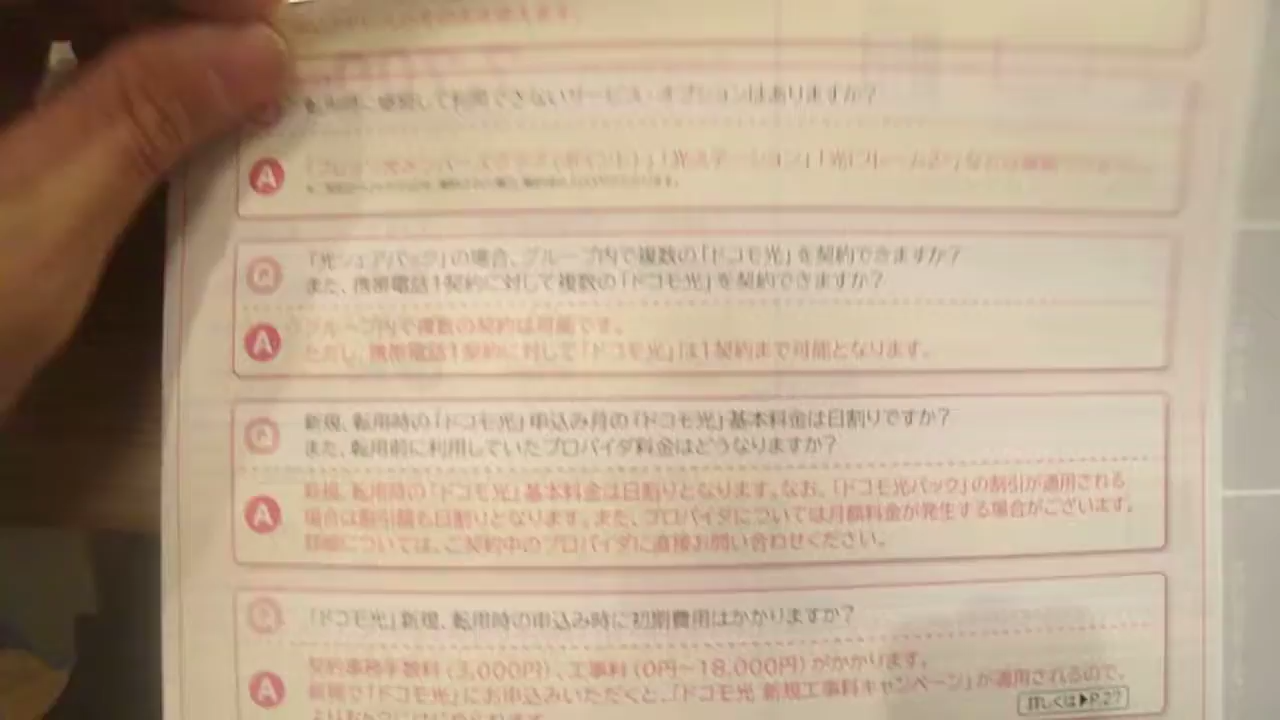 転用時に継続して利用できないサービス・オプションはありますか?
A
Q 「光シェアパック」の場合、グループ内で複数の「ドコモ光」を契約できますか?
また、携帯電話1契約に対して複数の「ドコモ光」を契約できますか?
A グループ内で複数の契約は可能です。
ただし、携帯電話1契約に対して「ドコモ光」は1契約まで可能となります。
Q 新規、転用時の「ドコモ光」申込み月の「ドコモ光」基本料金は日割りですか?
また、転用前に利用していたプロバイダ料金はどうなりますか?
A 新規、転用時の「ドコモ光」基本料金は日割りとなります。なお、「ドコモ光パック」の割引が適用される
場合は割引額も日割りとなります。また、プロバイダについては月額料金が発生する場合がございます。
詳細については、ご契約中のプロバイダに直接お問い合わせください。
Q 「ドコモ光」新規、転用時の申込み時に初期費用はかかりますか?
A 契約事務手数料(3,000円)、工事料(0円~18,000円)がかかります。
新規で「ドコモ光」にお申込みいただくと、「ドコモ光 新規工事料キャンペーン」が適用されるので、
詳しくは▶P.27